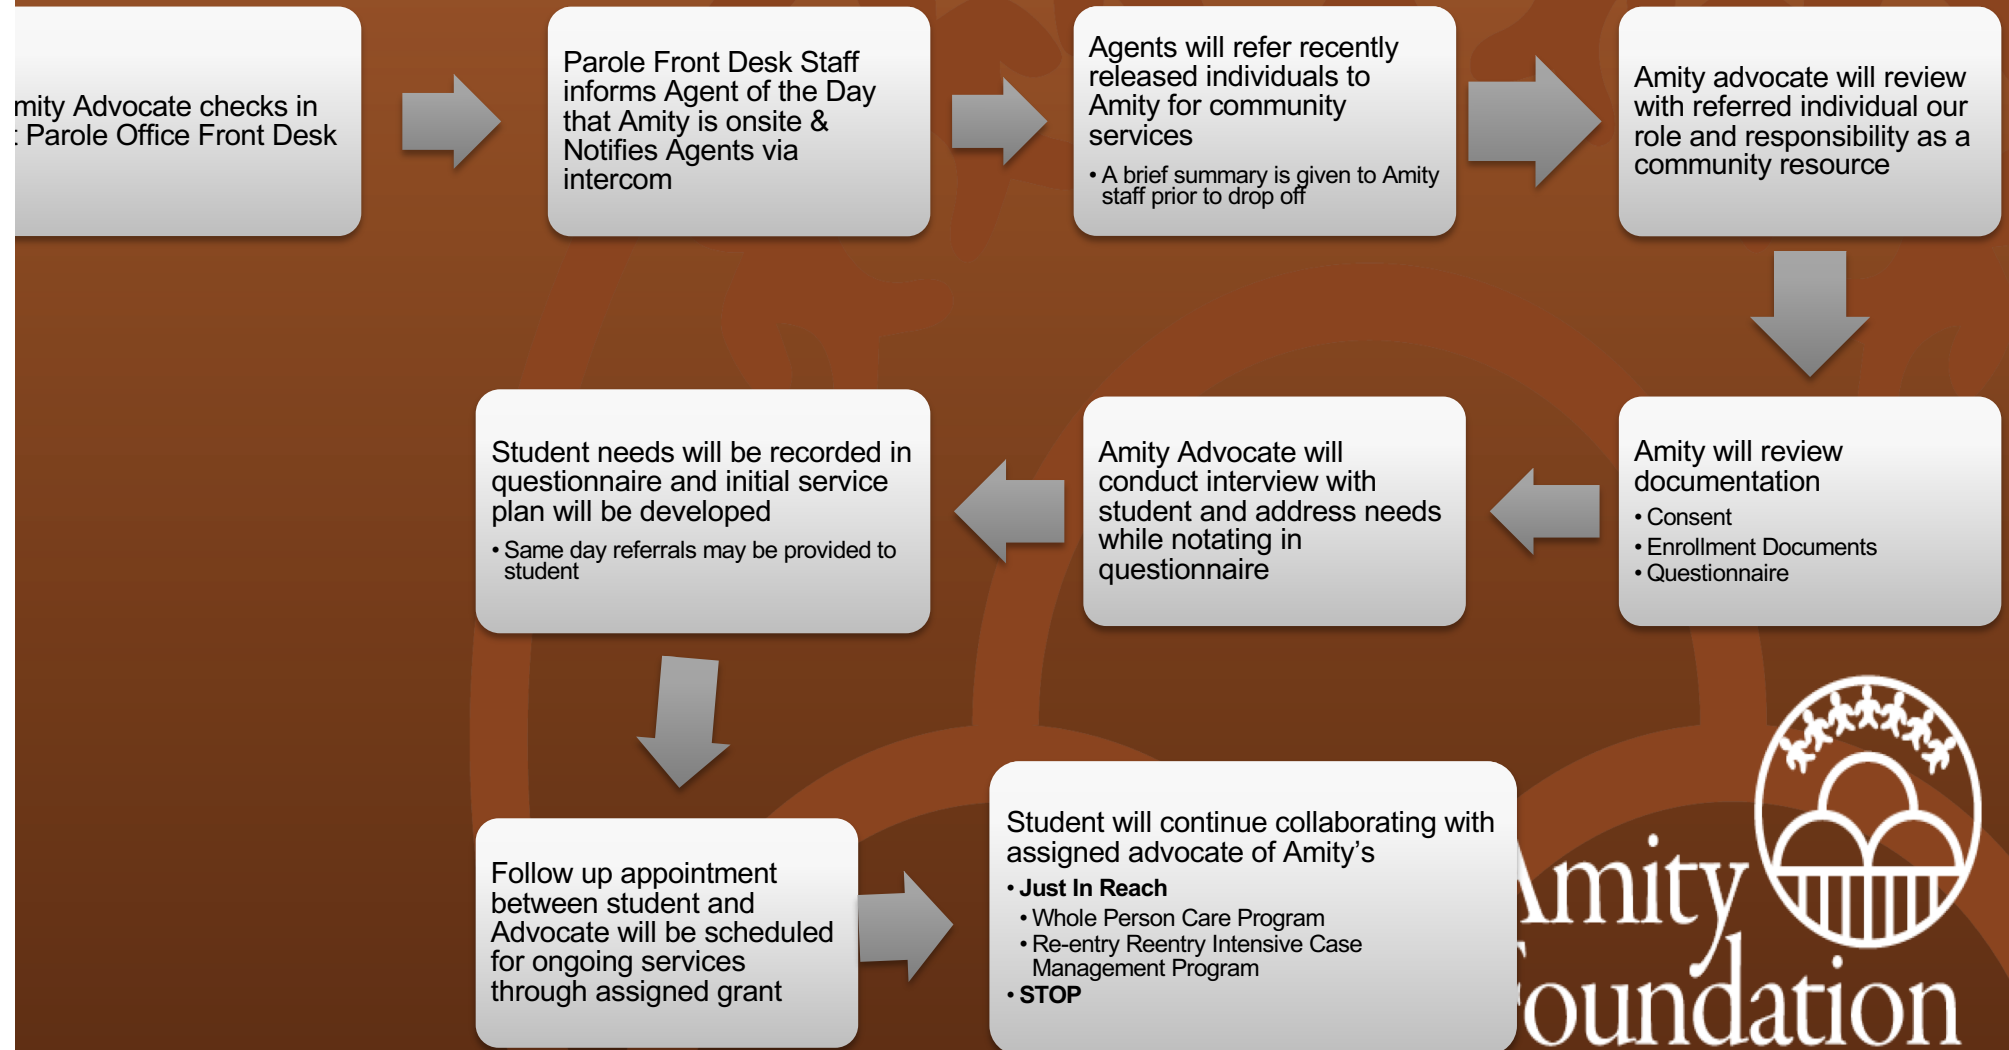 mity Advocate checks in
Parole Office Front Desk
Parole Front Desk Staff
informs Agent of the Day
that Amity is onsite &
Notifies Agents via
intercom
Agents will refer recently
released individuals to
Amity for community
services
• A brief summary is given to Amity
staff prior to drop off
Amity advocate will review
with referred individual our
role and responsibility as a
community resource
Amity will review
documentation
• Consent
• Enrollment Documents
• Questionnaire
Amity Advocate will
conduct interview with
student and address needs
while notating in
questionnaire
Student needs will be recorded in
questionnaire and initial service
plan will be developed
• Same day referrals may be provided to
student
Follow up appointment
between student and
Advocate will be scheduled
for ongoing services
through assigned grant
Student will continue collaborating with
assigned advocate of Amity's
• Just In Reach
• Whole Person Care Program
• Re-entry Reentry Intensive Case
Management Program
• STOP
Amity
Foundation